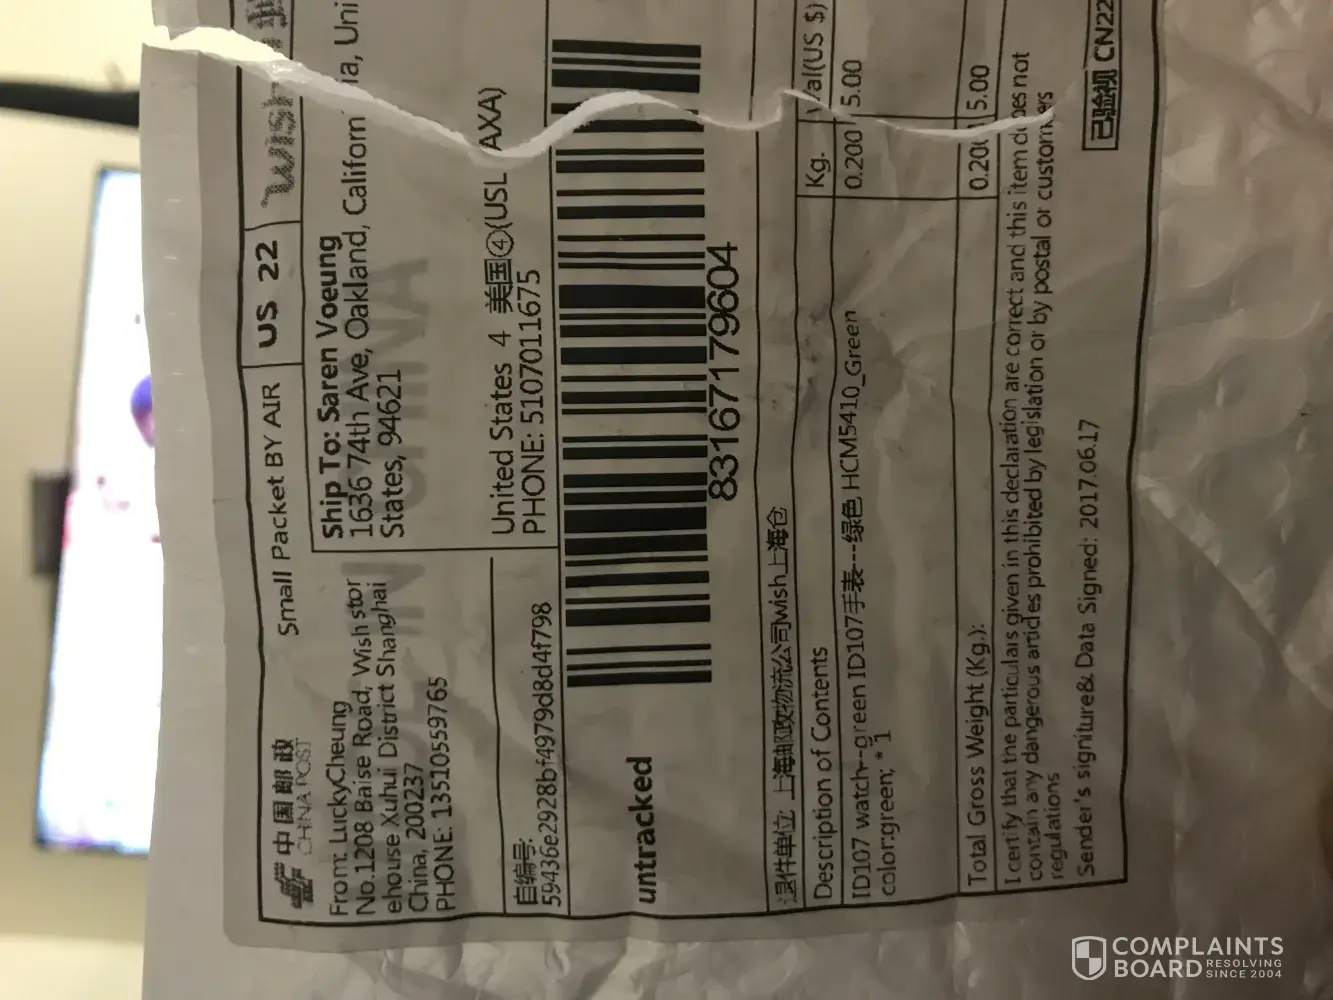 中国邮政
CHINA POST
Small Packet BY AIR
US 22
wish
From: LuckyCheung
No.1208 Baise Road, Wish stor
ehouse Xuhui District Shanghai
China, 200237
PHONE: 13510559765
Ship To: Saren Voeung
1636 74th Ave, Oakland, California, Uni
States, 94621
United States 4 美国④(USLAXA)
PHONE: 5107011675
自编号:
59436e2928bf4979d8d4f798
untracked
83167179604
退件单位 上海邮政物流公司wish上海仓
Description of Contents Kg. Val(US $)
ID107 watch--green ID107手表---绿色 HCM5410_Green 0.200 5.00
color:green; * 1
Total Gross Weight (Kg.): 0.200 5.00
I certify that the particulars given in this declaration are correct and this item does not
contain any dangerous articles prohibited by legislation or by postal or customers
regulations
Sender's signiture& Data Signed: 2017.06.17
已验视 CN22
COMPLAINTS
BOARD RESOLVING
SINCE 2004